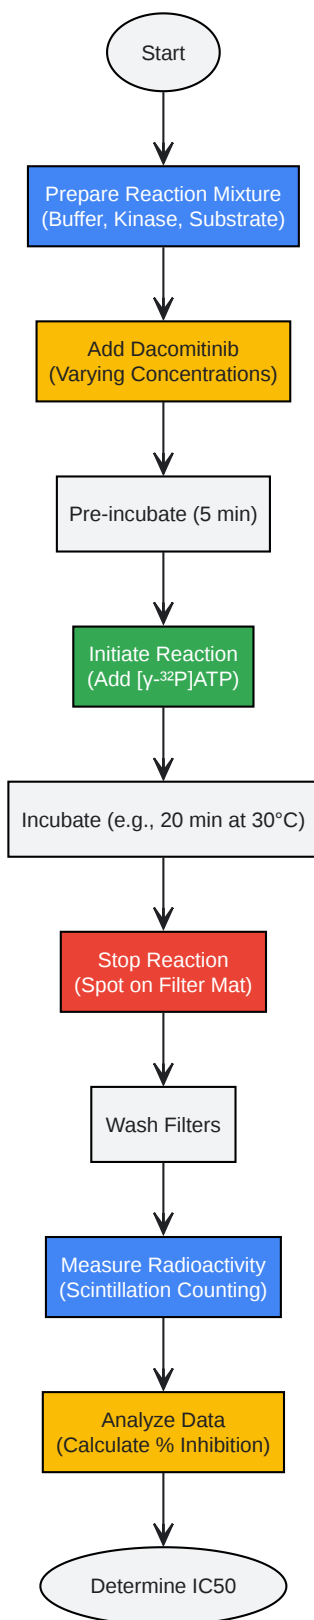 Start
Prepare Reaction Mixture
(Buffer, Kinase, Substrate)
Add Dacomitinib
(Varying Concentrations)
Pre-incubate (5 min)
Initiate Reaction
(Add [γ-³²P]ATP)
Incubate (e.g., 20 min at 30°C)
Stop Reaction
(Spot on Filter Mat)
Wash Filters
Measure Radioactivity
(Scintillation Counting)
Analyze Data
(Calculate % Inhibition)
Determine IC50